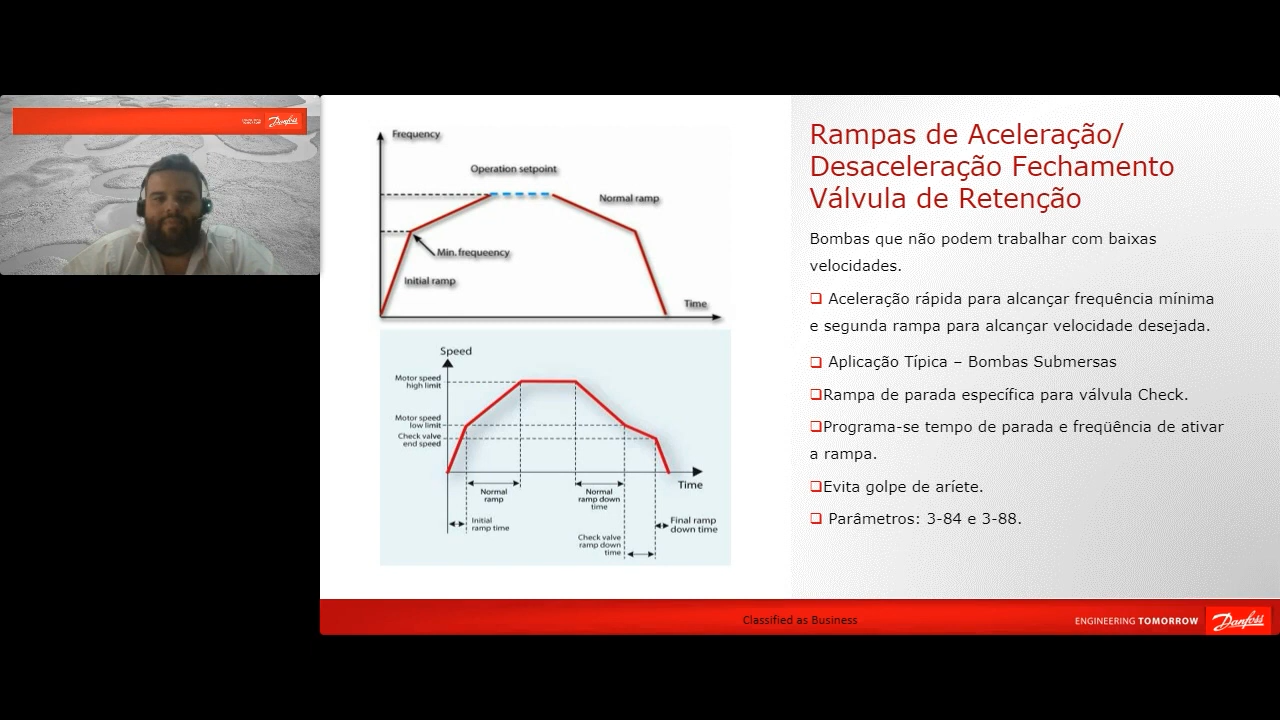 Danfoss
Frequency
Operation setpoint
Normal ramp
Min. frequeency
Initial ramp
Time
Speed
Motor speed
high limit
Motor speed
low limit
Check valve
end speed
Time
Normal
ramp
Normal
ramp down
time
Initial
ramp time
Final ramp
down time
Check valve
ramp down
time
Rampas de Aceleração/
Desaceleração Fechamento
Válvula de Retenção
Bombas que não podem trabalhar com baixas
velocidades.
❑ Aceleração rápida para alcançar frequência mínima
e segunda rampa para alcançar velocidade desejada.
❑ Aplicação Típica – Bombas Submersas
❑Rampa de parada específica para válvula Check.
❑Programa-se tempo de parada e freqüência de ativar
a rampa.
❑Evita golpe de aríete.
❑ Parâmetros: 3-84 e 3-88.
Classified as Business
ENGINEERING TOMORROW
Danfoss